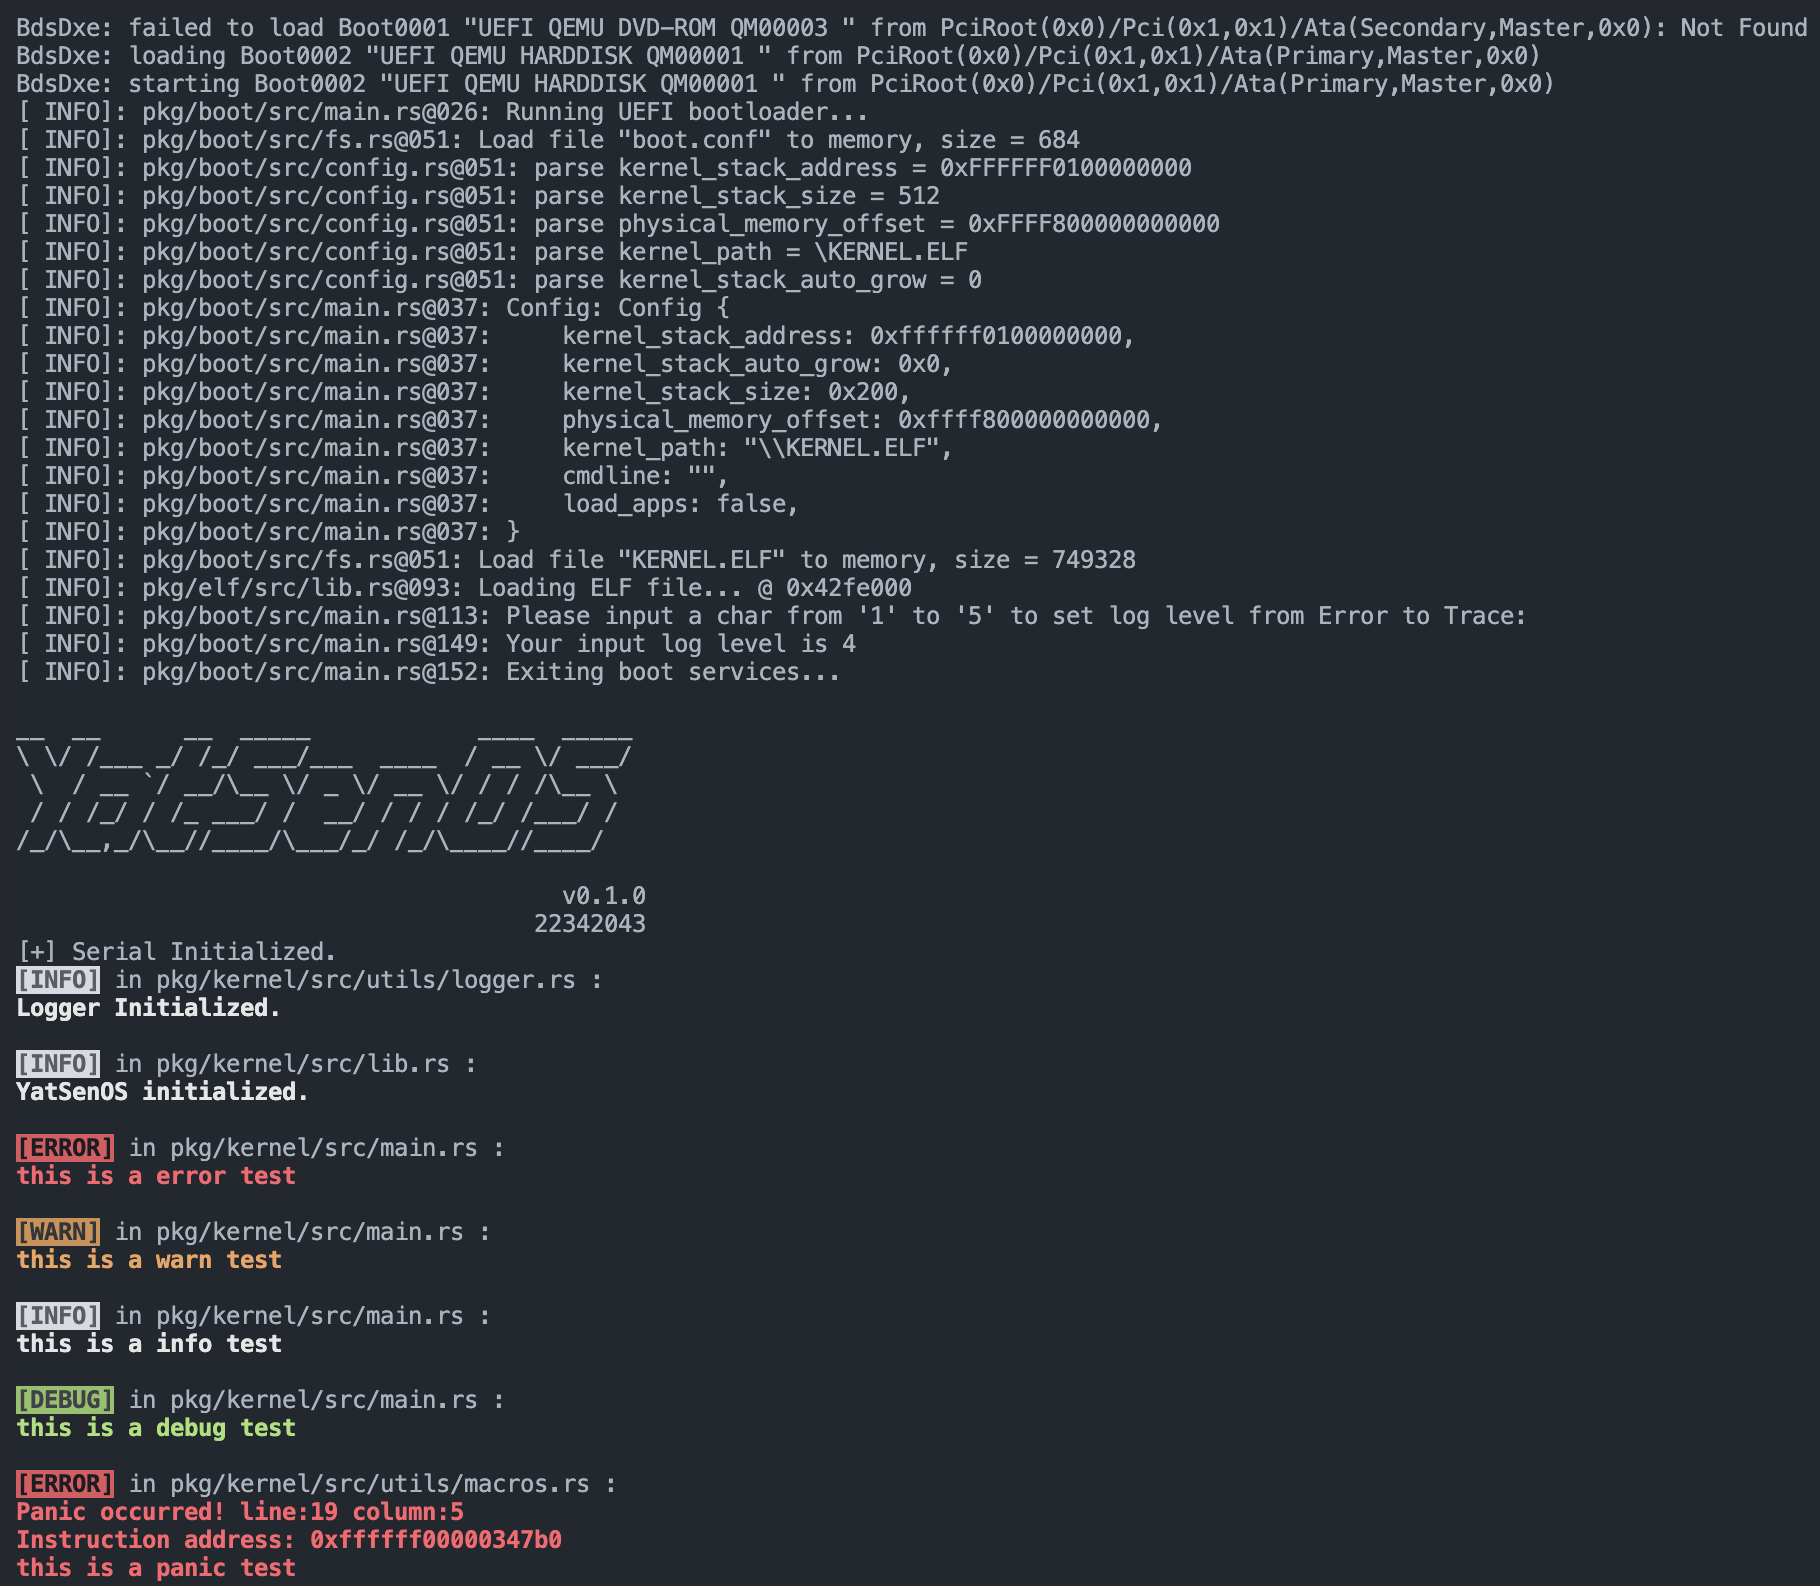 BdsDxe: failed to load Boot0001 "UEFI QEMU DVD-ROM QM00003 " from PciRoot(0x0)/Pci(0x1,0x1)/Ata(Secondary,Master,0x0): Not Found
BdsDxe: loading Boot0002 "UEFI QEMU HARDDISK QM00001 " from PciRoot(0x0)/Pci(0x1,0x1)/Ata(Primary,Master,0x0)
BdsDxe: starting Boot0002 "UEFI QEMU HARDDISK QM00001 " from PciRoot(0x0)/Pci(0x1,0x1)/Ata(Primary,Master,0x0)
[ INFO]: pkg/boot/src/main.rs@026: Running UEFI bootloader...
[ INFO]: pkg/boot/src/fs.rs@051: Load file "boot.conf" to memory, size = 684
[ INFO]: pkg/boot/src/config.rs@051: parse kernel_stack_address = 0xFFFFFF0100000000
[ INFO]: pkg/boot/src/config.rs@051: parse kernel_stack_size = 512
[ INFO]: pkg/boot/src/config.rs@051: parse physical_memory_offset = 0xFFFF800000000000
[ INFO]: pkg/boot/src/config.rs@051: parse kernel_path = \KERNEL.ELF
[ INFO]: pkg/boot/src/config.rs@051: parse kernel_stack_auto_grow = 0
[ INFO]: pkg/boot/src/main.rs@037: Config: Config {
[ INFO]: pkg/boot/src/main.rs@037:     kernel_stack_address: 0xffffff0100000000,
[ INFO]: pkg/boot/src/main.rs@037:     kernel_stack_auto_grow: 0x0,
[ INFO]: pkg/boot/src/main.rs@037:     kernel_stack_size: 0x200,
[ INFO]: pkg/boot/src/main.rs@037:     physical_memory_offset: 0xffff800000000000,
[ INFO]: pkg/boot/src/main.rs@037:     kernel_path: "\\KERNEL.ELF",
[ INFO]: pkg/boot/src/main.rs@037:     cmdline: "",
[ INFO]: pkg/boot/src/main.rs@037:     load_apps: false,
[ INFO]: pkg/boot/src/main.rs@037: }
[ INFO]: pkg/boot/src/fs.rs@051: Load file "KERNEL.ELF" to memory, size = 749328
[ INFO]: pkg/elf/src/lib.rs@093: Loading ELF file... @ 0x42fe000
[ INFO]: pkg/boot/src/main.rs@113: Please input a char from '1' to '5' to set log level from Error to Trace:
[ INFO]: pkg/boot/src/main.rs@149: Your input log level is 4
[ INFO]: pkg/boot/src/main.rs@152: Exiting boot services...
YatSenOS
v0.1.0
22342043
[+] Serial Initialized.
[INFO] in pkg/kernel/src/utils/logger.rs :
Logger Initialized.
[INFO] in pkg/kernel/src/lib.rs :
YatSenOS initialized.
[ERROR] in pkg/kernel/src/main.rs :
this is a error test
[WARN] in pkg/kernel/src/main.rs :
this is a warn test
[INFO] in pkg/kernel/src/main.rs :
this is a info test
[DEBUG] in pkg/kernel/src/main.rs :
this is a debug test
[ERROR] in pkg/kernel/src/utils/macros.rs :
Panic occurred! line:19 column:5
Instruction address: 0xffffff00000347b0
this is a panic test